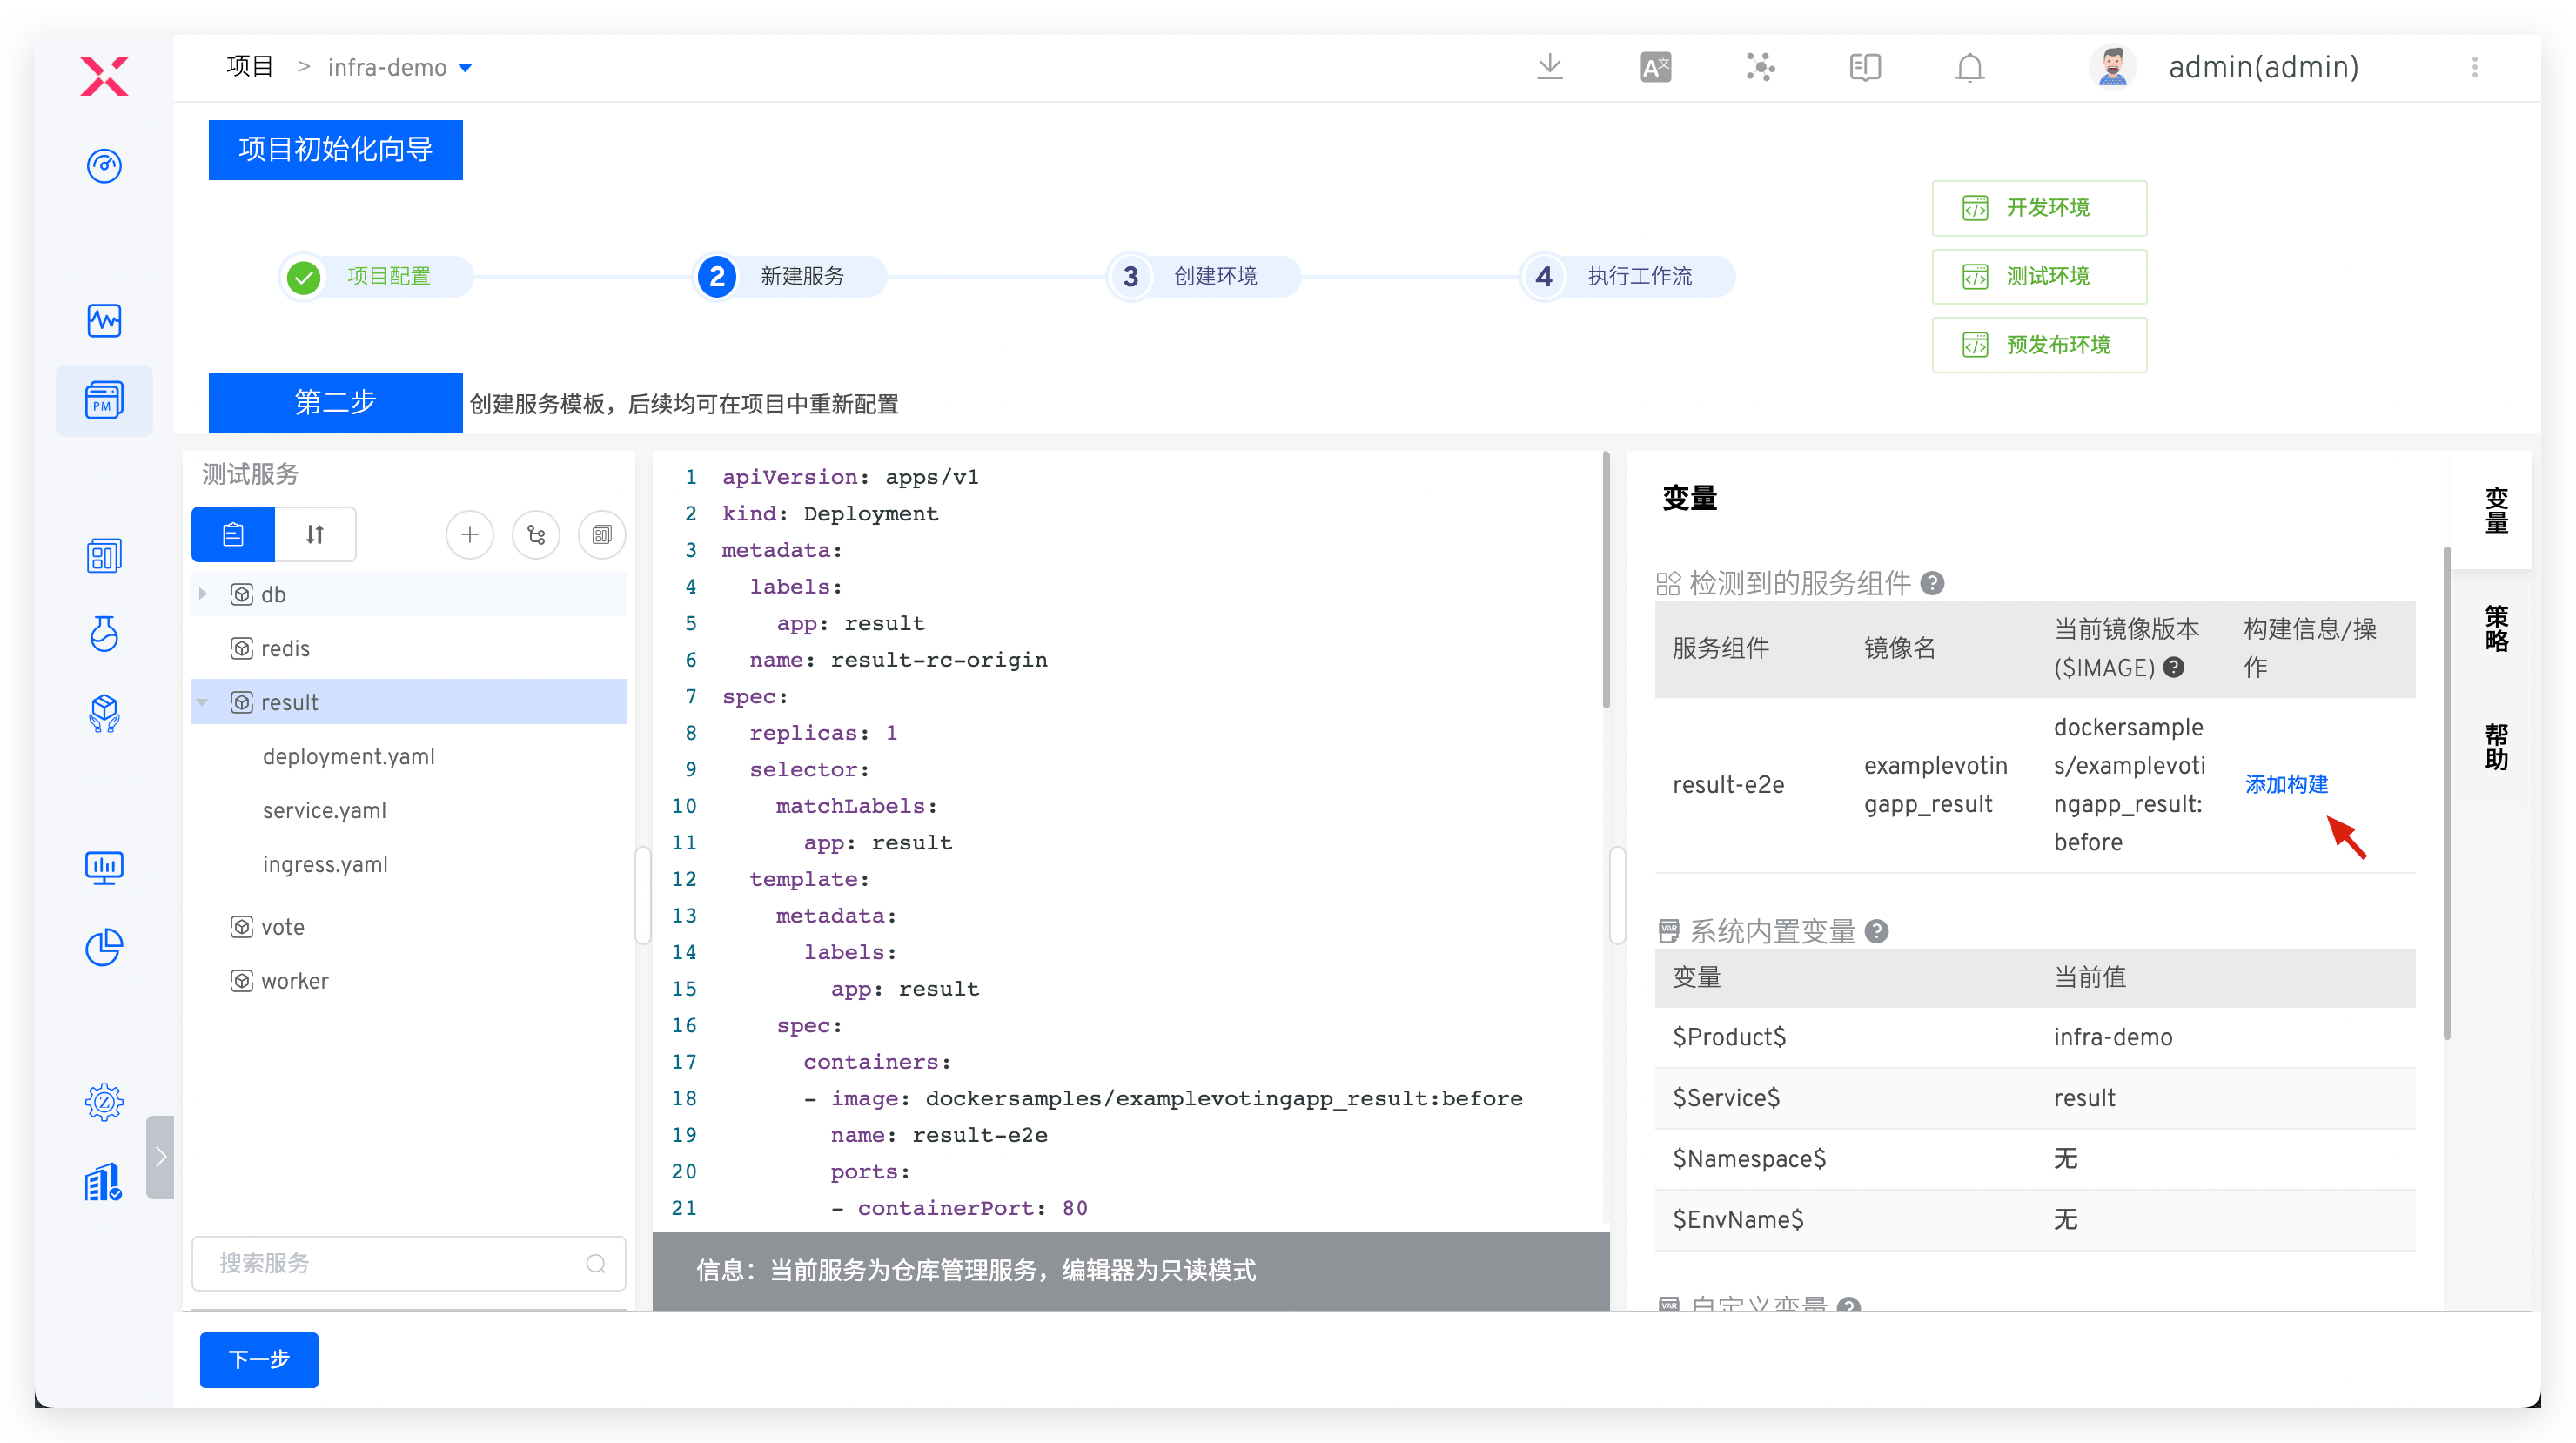 项目 > infra-demo
admin(admin)
项目初始化向导
项目配置
2 新建服务
3 创建环境
4 执行工作流
开发环境
测试环境
预发布环境
第二步
创建服务模板，后续均可在项目中重新配置
PM
测试服务
db
redis
result
deployment.yaml
service.yaml
ingress.yaml
vote
worker
搜索服务
1 apiVersion: apps/v1
2 kind: Deployment
3 metadata:
4 labels:
5 app: result
6 name: result-rc-origin
7 spec:
8 replicas: 1
9 selector:
10 matchLabels:
11 app: result
12 template:
13 metadata:
14 labels:
15 app: result
16 spec:
17 containers:
18 - image: dockersamples/examplevotingapp_result:before
19 name: result-e2e
20 ports:
21 - containerPort: 80
信息：当前服务为仓库管理服务，编辑器为只读模式
变量
检测到的服务组件
服务组件
镜像名
当前镜像版本
($IMAGE)
构建信息/操
作
result-e2e
examplevotin
gapp_result
dockersample
s/examplevoti
ngapp_result:
before
添加构建
系统内置变量
变量 当前值
$Product$ infra-demo
$Service$ result
$Namespace$ 无
$EnvName$ 无
自定义变量
变量
策略
帮助
下一步